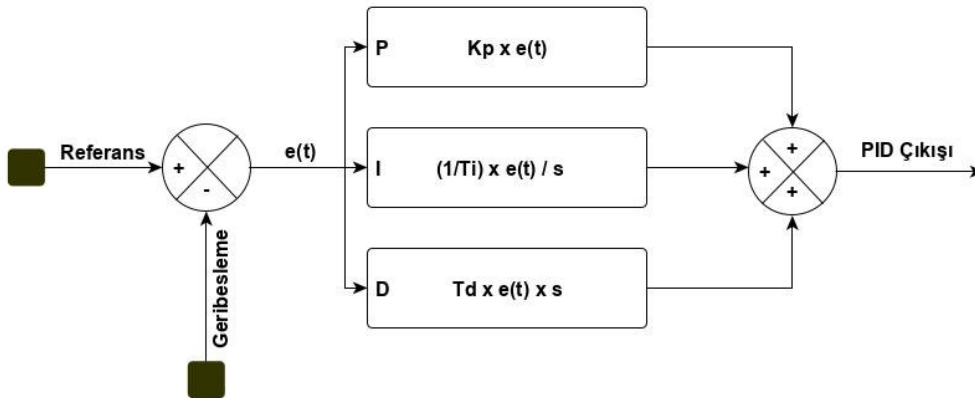 P
Kp x e(t)
Referans
+
-
e(t)
I
(1/Ti) x e(t) / s
+
+
+
PID Çıkışı
Geribesleme
D
Td x e(t) x s